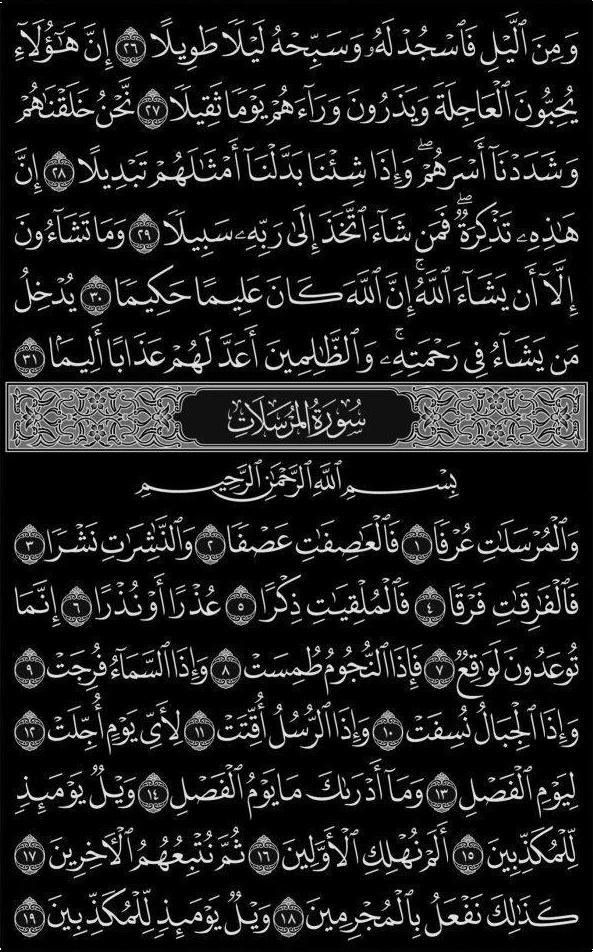 وَمِنَ ٱلَّيۡلِ فَٱسۡجُدۡ لَهُۥ وَسَبِّحۡهُ لَيۡلٗا طَوِيلًا ٢٦ إِنَّ هَٰٓؤُلَآءِ
يُحِبُّونَ ٱلۡعَاجِلَةَ وَيَذَرُونَ وَرَآءَهُمۡ يَوۡمٗا ثَقِيلٗا ٢٧ نَّحۡنُ خَلَقۡنَٰهُمۡ
وَشَدَدۡنَآ أَسۡرَهُمۡۖ وَإِذَا شِئۡنَا بَدَّلۡنَآ أَمۡثَٰلَهُمۡ تَبۡدِيلًا ٢٨ إِنَّ
هَٰذِهِۦ تَذۡكِرَةٞۖ فَمَن شَآءَ ٱتَّخَذَ إِلَىٰ رَبِّهِۦ سَبِيلٗا ٢٩ وَمَا تَشَآءُونَ
إِلَّآ أَن يَشَآءَ ٱللَّهُۚ إِنَّ ٱللَّهَ كَانَ عَلِيمًا حَكِيمٗا ٣٠ يُدۡخِلُ
مَن يَشَآءُ فِي رَحۡمَتِهِۦۚ وَٱلظَّٰلِمِينَ أَعَدَّ لَهُمۡ عَذَابًا أَلِيمَۢا ٣١
سُورَةُ المُرۡسَلَات
بِسۡمِ ٱللَّهِ ٱلرَّحۡمَٰنِ ٱلرَّحِيمِ
وَٱلۡمُرۡسَلَٰتِ عُرۡفٗا ١ فَٱلۡعَٰصِفَٰتِ عَصۡفٗا ٢ وَٱلنَّٰشِرَٰتِ نَشۡرٗا ٣
فَٱلۡفَٰرِقَٰتِ فَرۡقٗا ٤ فَٱلۡمُلۡقِيَٰتِ ذِكۡرًا ٥ عُذۡرًا أَوۡ نُذۡرًا ٦ إِنَّمَا
تُوعَدُونَ لَوَٰقِعٞ ٧ فَإِذَا ٱلنُّجُومُ طُمِسَتۡ ٨ وَإِذَا ٱلسَّمَآءُ فُرِجَتۡ ٩
وَإِذَا ٱلۡجِبَالُ نُسِفَتۡ ١٠ وَإِذَا ٱلرُّسُلُ أُقِّتَتۡ ١١ لِأَيِّ يَوۡمٍ أُجِّلَتۡ ١٢
لِيَوۡمِ ٱلۡفَصۡلِ ١٣ وَمَآ أَدۡرَىٰكَ مَا يَوۡمُ ٱلۡفَصۡلِ ١٤ وَيۡلٞ يَوۡمَئِذٖ
لِّلۡمُكَذِّبِينَ ١٥ أَلَمۡ نُهۡلِكِ ٱلۡأَوَّلِينَ ١٦ ثُمَّ نُتۡبِعُهُمُ ٱلۡأٓخِرِينَ ١٧
كَذَٰلِكَ نَفۡعَلُ بِٱلۡمُجۡرِمِينَ ١٨ وَيۡلٞ يَوۡمَئِذٖ لِّلۡمُكَذِّبِينَ ١٩